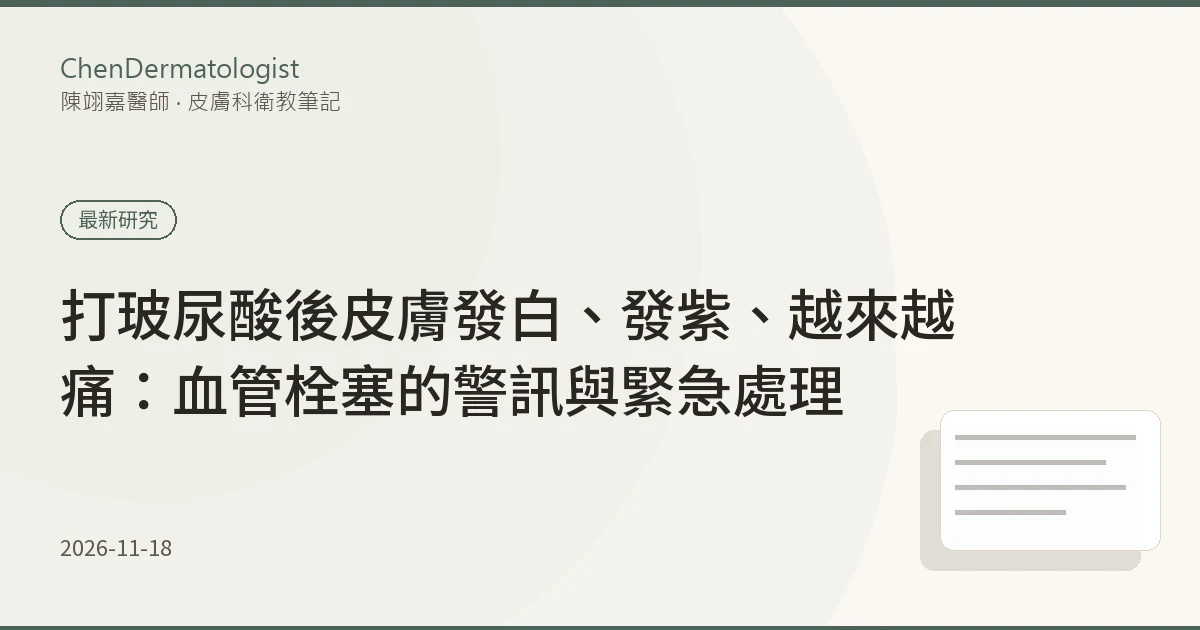 ChenDermatologist
陳翊嘉醫師 · 皮膚科衛教筆記
最新研究
打玻尿酸後皮膚發白、發紫、越來越
痛：血管栓塞的警訊與緊急處理
2026-11-18